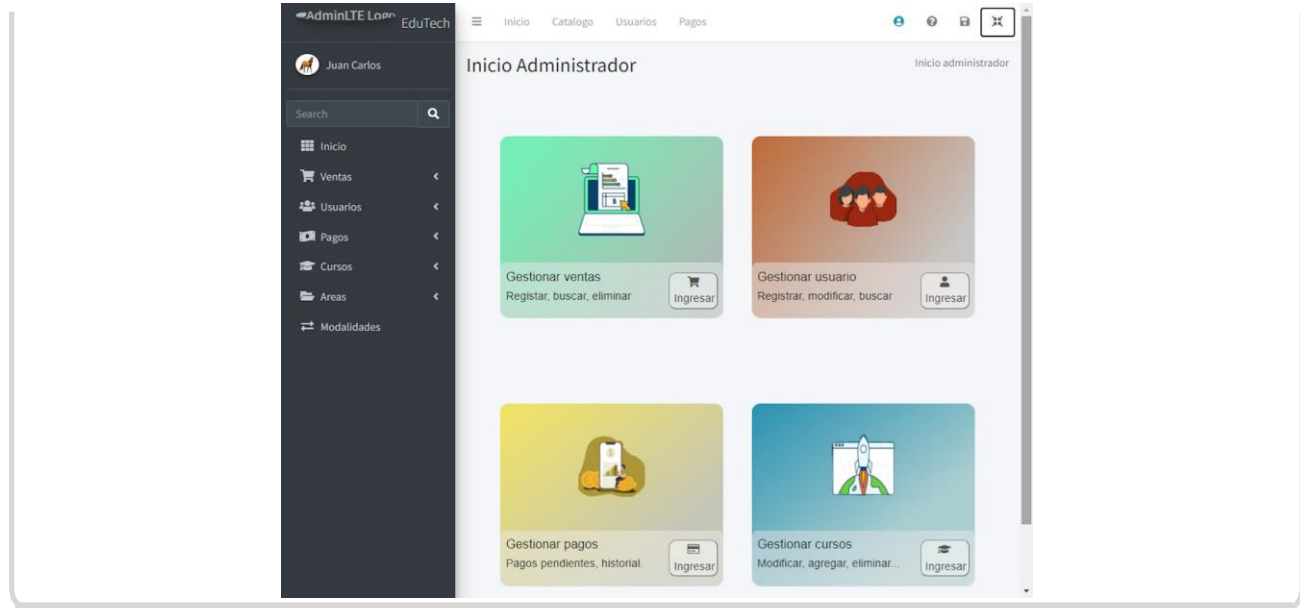 AdminLTE Logo EduTech
Inicio Catalogo Usuarios Pagos
Juan Carlos
Search
Inicio
Ventas
Usuarios
Pagos
Cursos
Areas
Modalidades
Inicio Administrador
Inicio administrador
Gestionar ventas
Registar, buscar, eliminar
Ingresar
Gestionar usuario
Registrar, modificar, buscar
Ingresar
Gestionar pagos
Pagos pendientes, historial.
Ingresar
Gestionar cursos
Modificar, agregar, eliminar...
Ingresar